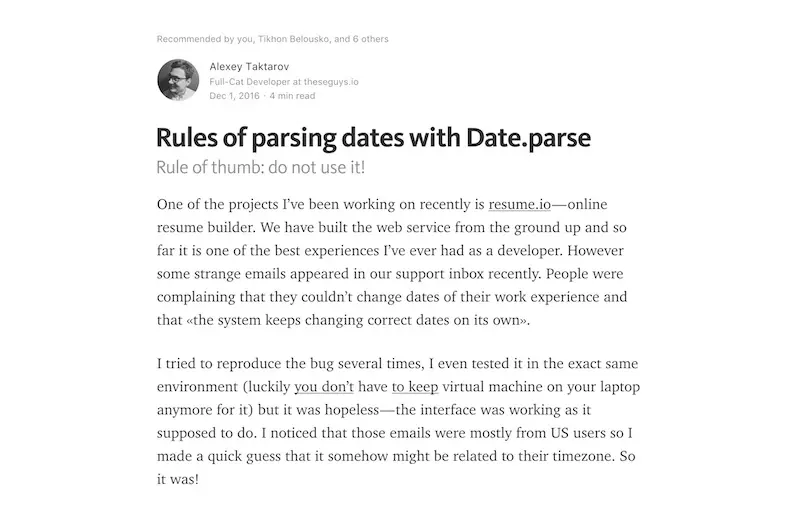 Recommended by you, Tikhon Belousko, and 6 others
Alexey Taktarov
Full-Cat Developer at theseguys.io
Dec 1, 2016 · 4 min read
Rules of parsing dates with Date.parse
Rule of thumb: do not use it!
One of the projects I’ve been working on recently is resume.io—online
resume builder. We have built the web service from the ground up and so
far it is one of the best experiences I’ve ever had as a developer. However
some strange emails appeared in our support inbox recently. People were
complaining that they couldn’t change dates of their work experience and
that «the system keeps changing correct dates on its own».
I tried to reproduce the bug several times, I even tested it in the exact same
environment (luckily you don’t have to keep virtual machine on your laptop
anymore for it) but it was hopeless—the interface was working as it
supposed to do. I noticed that those emails were mostly from US users so I
made a quick guess that it somehow might be related to their timezone. So
it was!